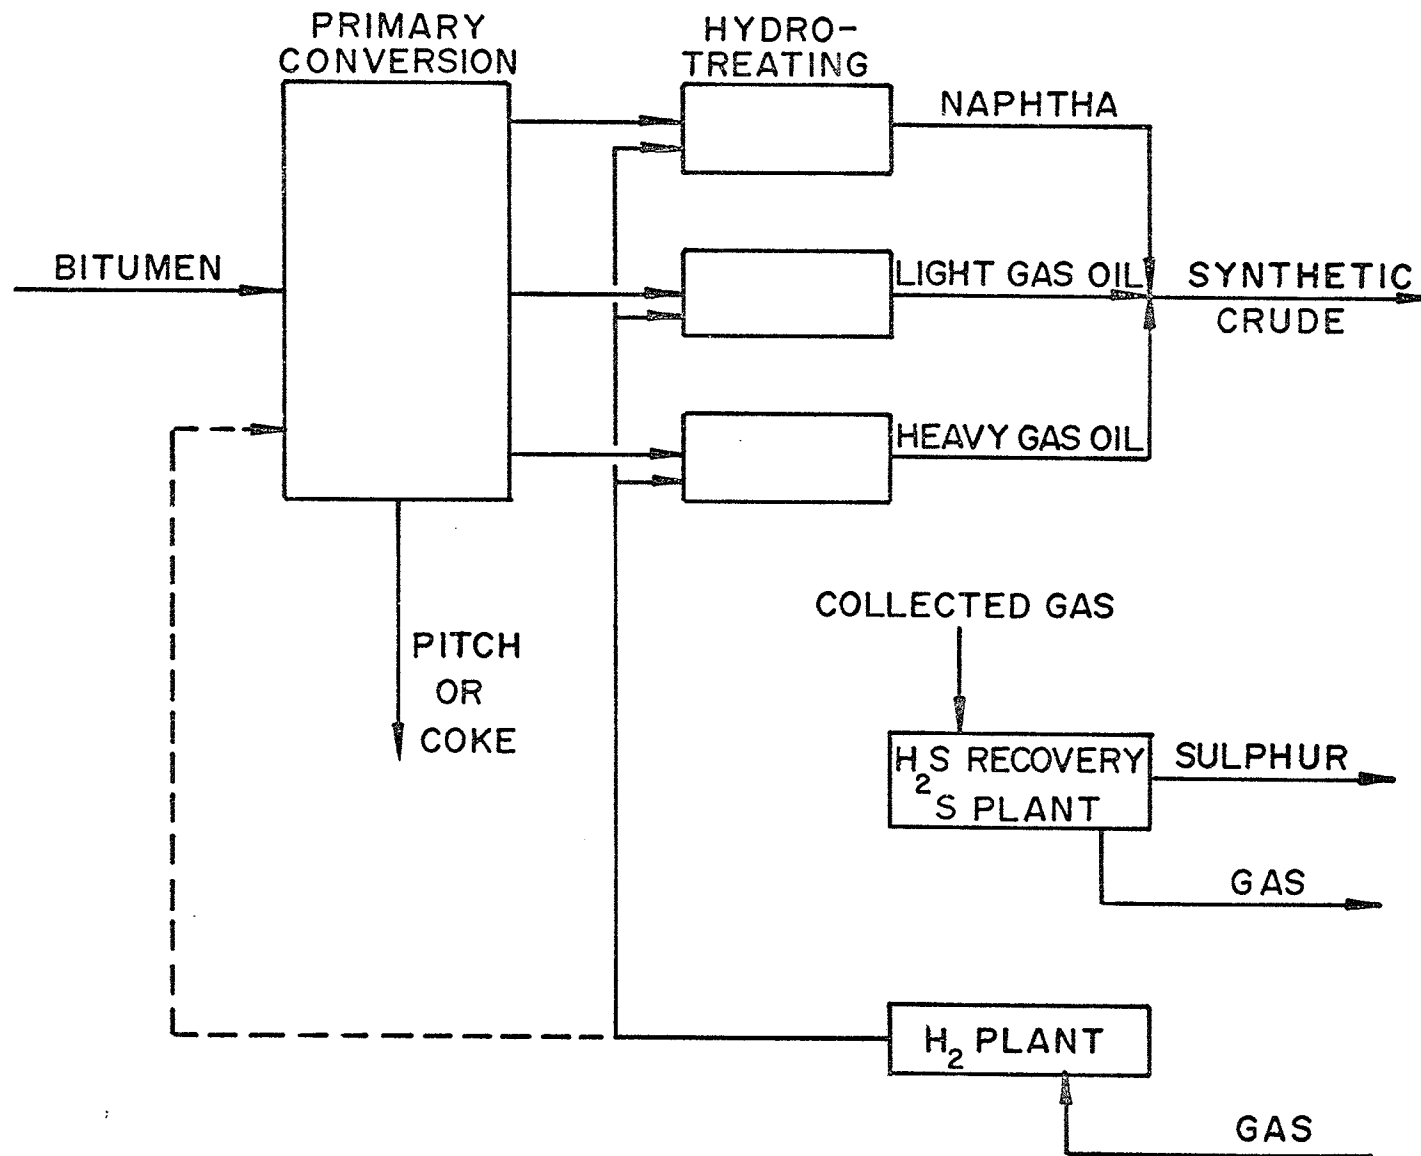 PRIMARY
CONVERSION
HYDRO-
TREATING
NAPHTHA
BITUMEN
LIGHT GAS OIL
SYNTHETIC
CRUDE
HEAVY GAS OIL
COLLECTED GAS
PITCH
OR
COKE
H₂S RECOVERY
S PLANT
SULPHUR
GAS
H₂ PLANT
GAS